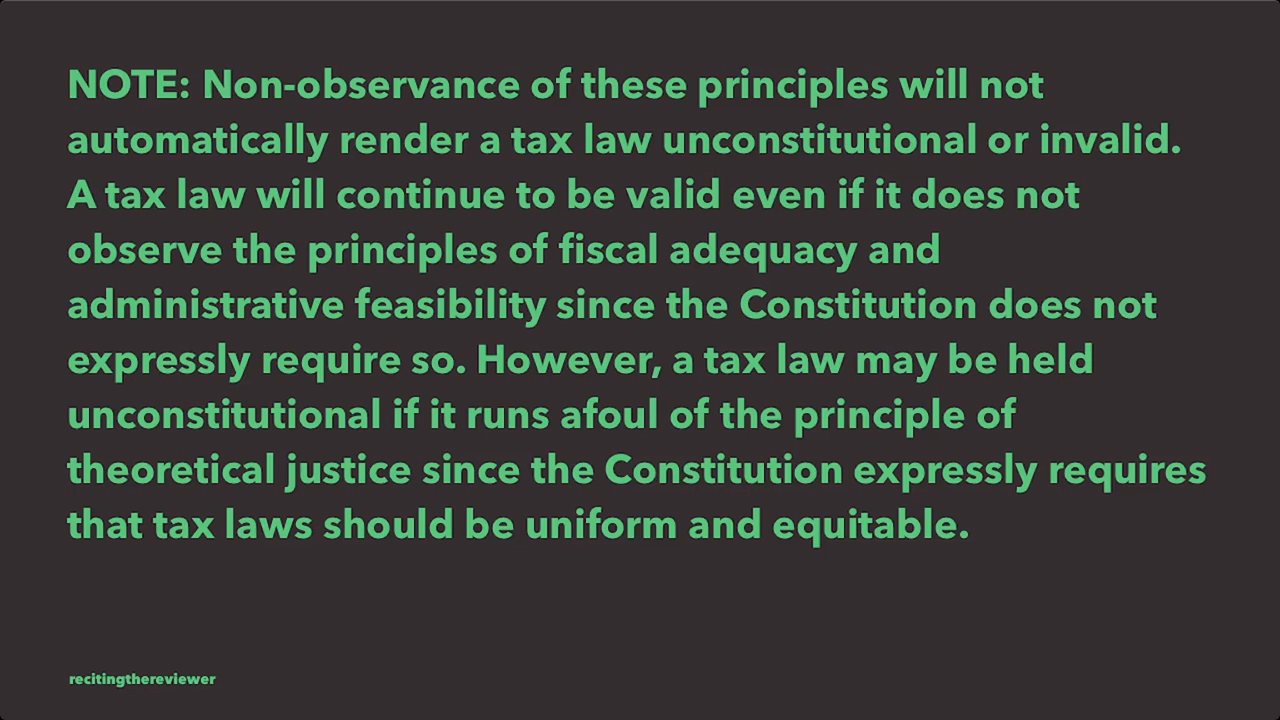 NOTE: Non-observance of these principles will not
automatically render a tax law unconstitutional or invalid.
A tax law will continue to be valid even if it does not
observe the principles of fiscal adequacy and
administrative feasibility since the Constitution does not
expressly require so. However, a tax law may be held
unconstitutional if it runs afoul of the principle of
theoretical justice since the Constitution expressly requires
that tax laws should be uniform and equitable.
recitingthereviewer